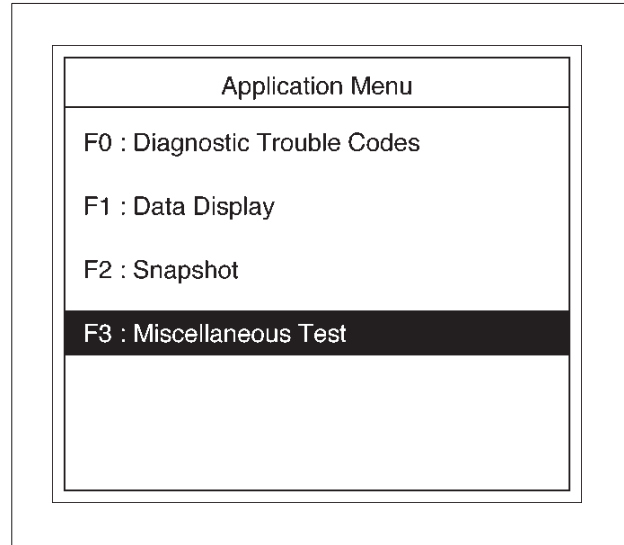 Application Menu
F0 : Diagnostic Trouble Codes
F1 : Data Display
F2 : Snapshot
F3 : Miscellaneous Test